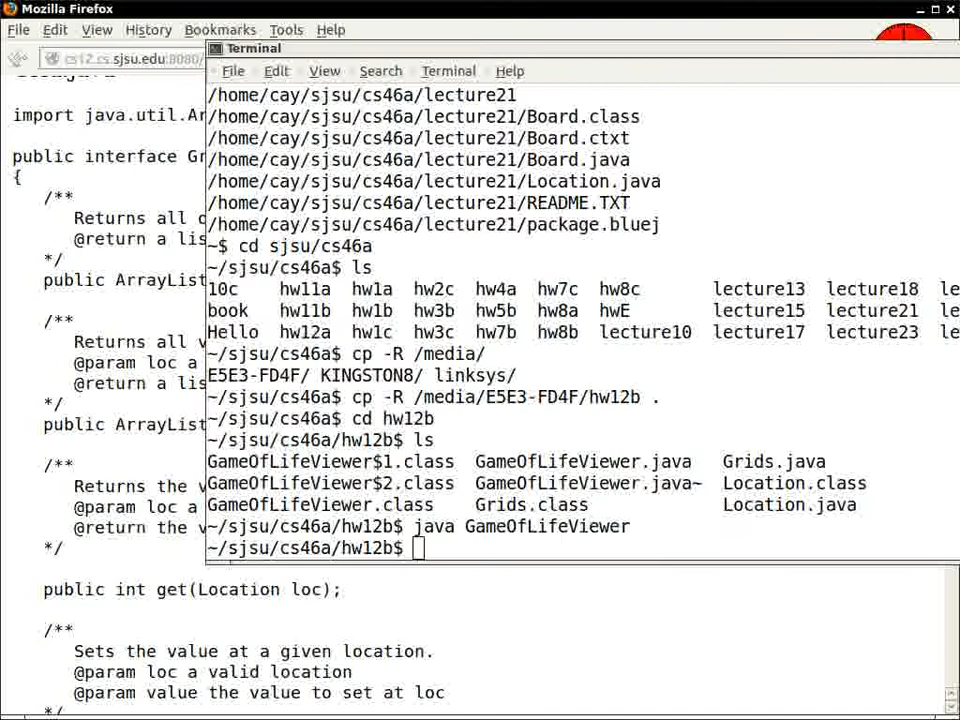 Mozilla Firefox
File Edit View History Bookmarks Tools Help
cs12.cs.sjsu.edu:8080/
import java.util.Ar
public interface Gr
{
/**
Returns all
@return a lis
*/
public ArrayList
/**
Returns all
@param loc a
@return a lis
*/
public ArrayList
/**
Returns the
@param loc a
@return the
*/
public int get(Location loc);
/**
Sets the value at a given location.
@param loc a valid location
@param value the value to set at loc
*/
Terminal
File Edit View Search Terminal Help
/home/cay/sjsu/cs46a/lecture21
/home/cay/sjsu/cs46a/lecture21/Board.class
/home/cay/sjsu/cs46a/lecture21/Board.ctxt
/home/cay/sjsu/cs46a/lecture21/Board.java
/home/cay/sjsu/cs46a/lecture21/Location.java
/home/cay/sjsu/cs46a/lecture21/README.TXT
/home/cay/sjsu/cs46a/lecture21/package.bluej
~$ cd sjsu/cs46a
~/sjsu/cs46a$ ls
10c hw11a hw1a hw2c hw4a hw7c hw8c lecture13 lecture18 le
book hw11b hw1b hw3b hw5b hw8a hwE lecture15 lecture21 le
Hello hw12a hw1c hw3c hw7b hw8b lecture10 lecture17 lecture23 le
~/sjsu/cs46a$ cp -R /media/
E5E3-FD4F/ KINGSTON8/ linksys/
~/sjsu/cs46a$ cp -R /media/E5E3-FD4F/hw12b .
~/sjsu/cs46a$ cd hw12b
~/sjsu/cs46a/hw12b$ ls
GameOfLifeViewer$1.class GameOfLifeViewer.java Grids.java
GameOfLifeViewer$2.class GameOfLifeViewer.java~ Location.class
GameOfLifeViewer.class Grids.class Location.java
~/sjsu/cs46a/hw12b$ java GameOfLifeViewer
~/sjsu/cs46a/hw12b$